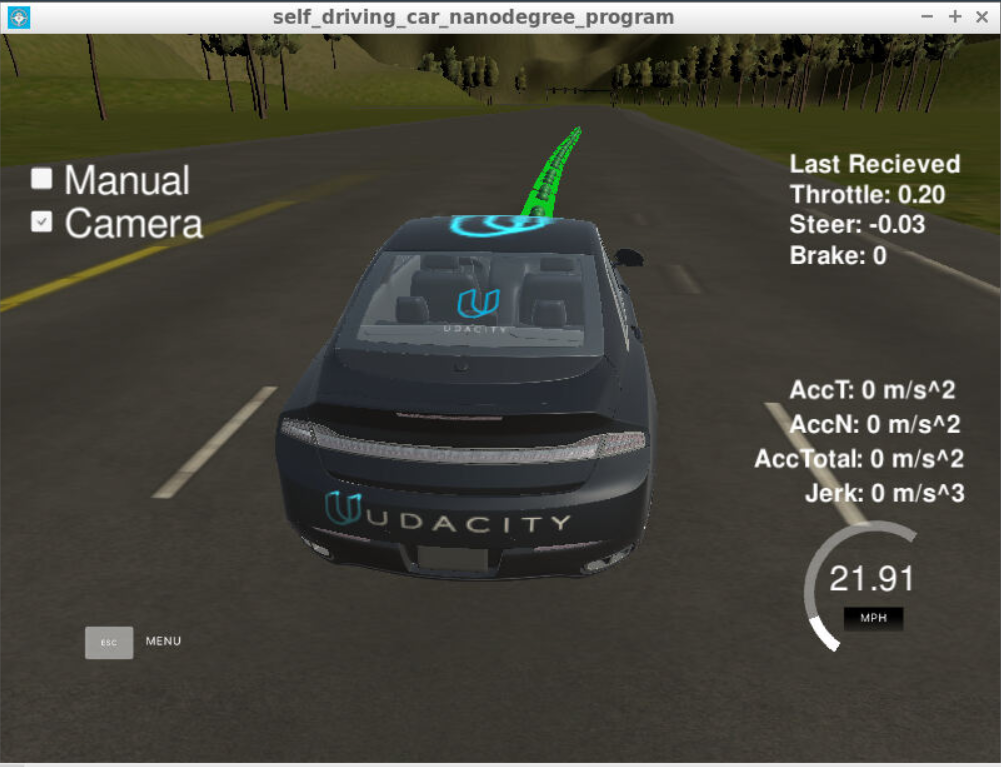 self_driving_car_nanodegree_program
Manual
Camera
Last Recieved
Throttle: 0.20
Steer: -0.03
Brake: 0
UDACITY
AccT: 0 m/s^2
AccN: 0 m/s^2
AccTotal: 0 m/s^2
Jerk: 0 m/s^3
UDACITY
21.91
MPH
ESC MENU